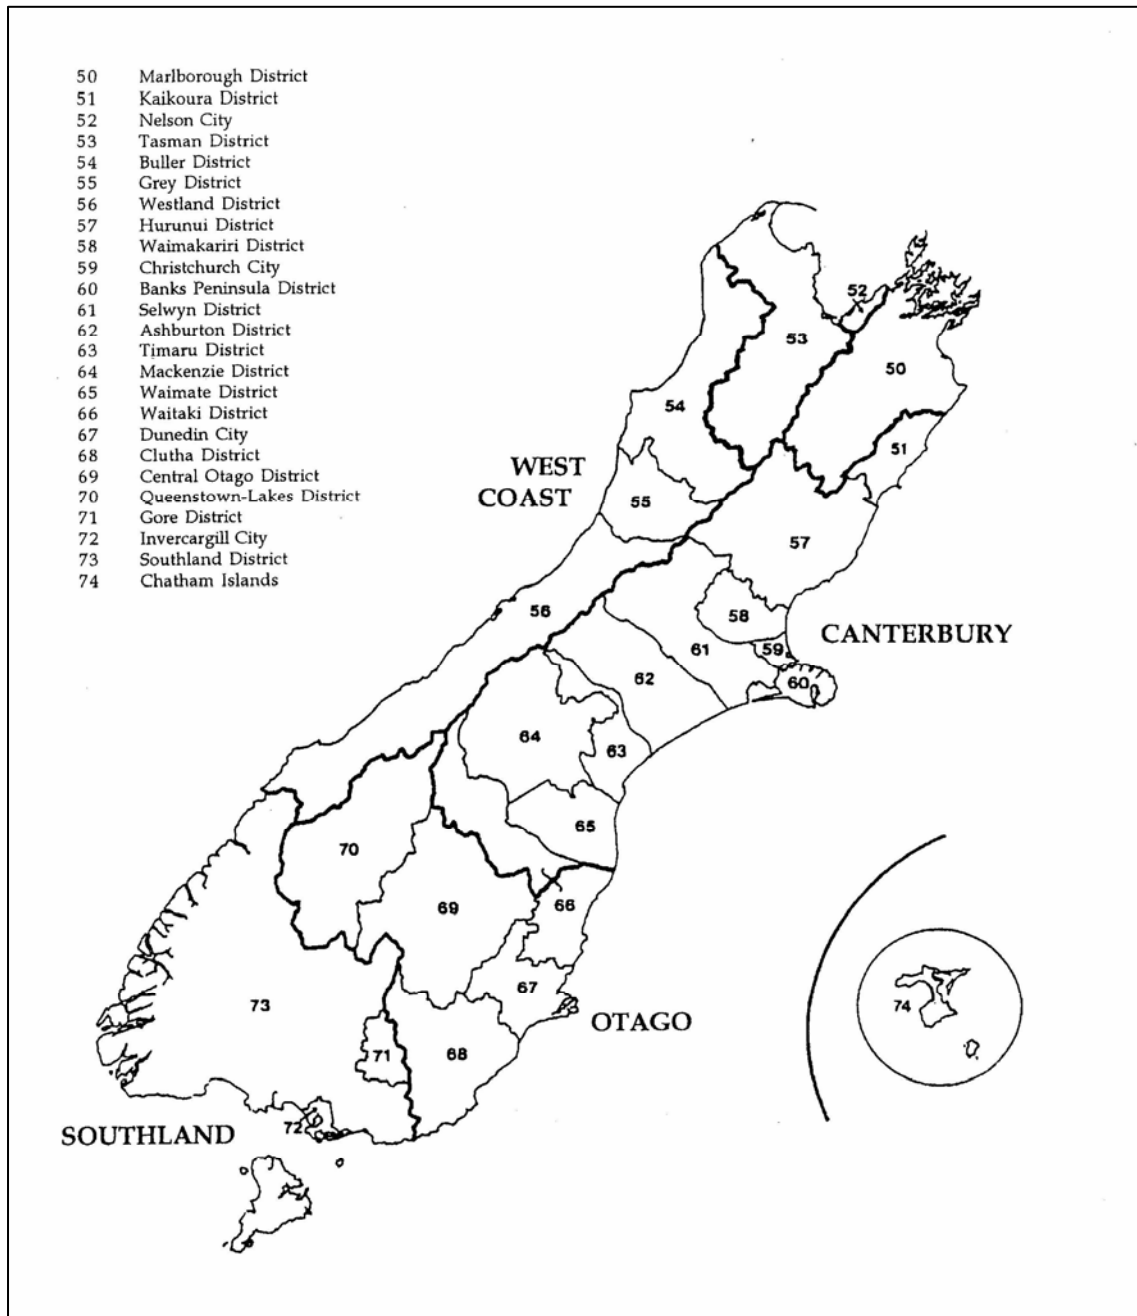 50 Marlborough District
51 Kaikoura District
52 Nelson City
53 Tasman District
54 Buller District
55 Grey District
56 Westland District
57 Hurunui District
58 Waimakariri District
59 Christchurch City
60 Banks Peninsula District
61 Selwyn District
62 Ashburton District
63 Timaru District
64 Mackenzie District
65 Waimate District
66 Waitaki District
67 Dunedin City
68 Clutha District
69 Central Otago District
70 Queenstown-Lakes District
71 Gore District
72 Invercargill City
73 Southland District
74 Chatham Islands
52
53
50
54
51
WEST
COAST
55
57
56
58
CANTERBURY
59
61
62
60
64
63
65
70
69
66
67
73
74
OTAGO
71
68
72
SOUTHLAND